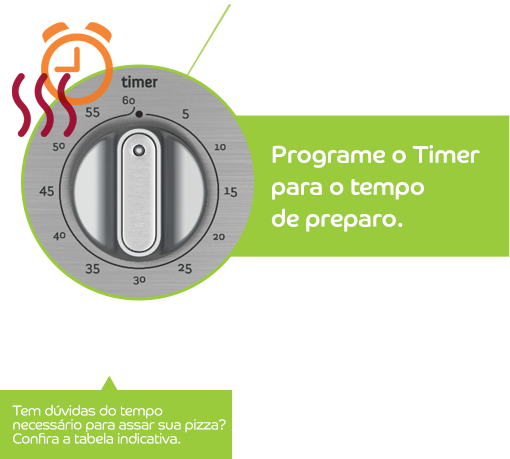 timer
60
5
10
15
20
25
30
35
40
45
50
55
Programe o Timer
para o tempo
de preparo.
Tem dúvidas do tempo
necessário para assar sua pizza?
Confira a tabela indicativa.